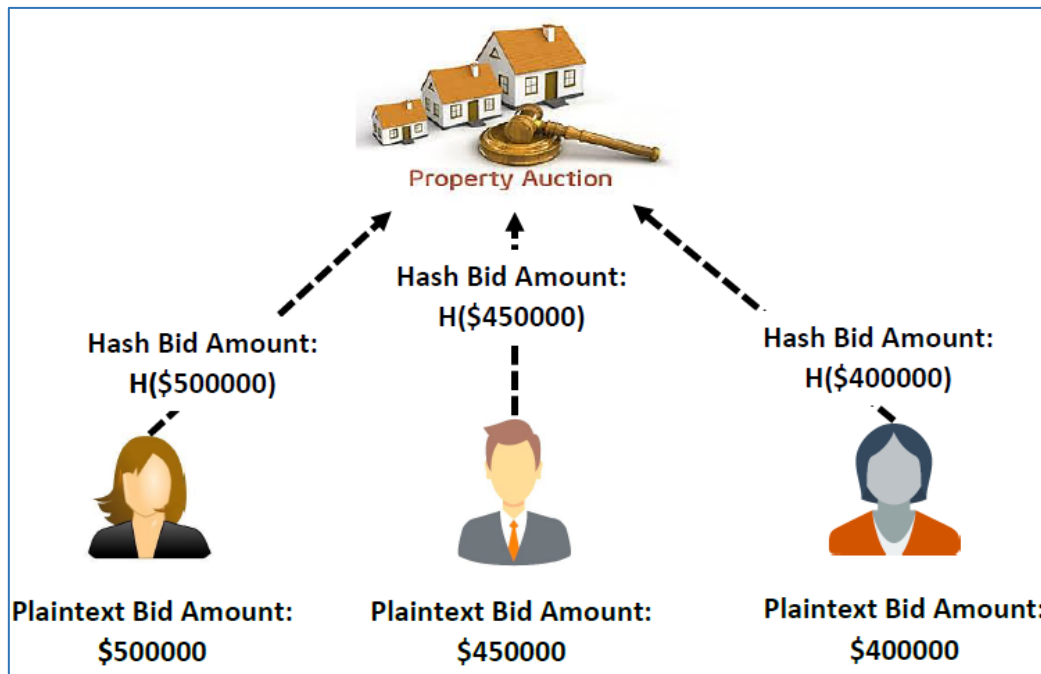 Property Auction
Hash Bid Amount:
H($450000)
Hash Bid Amount:
H($500000)
Hash Bid Amount:
H($400000)
Plaintext Bid Amount:
$500000
Plaintext Bid Amount:
$450000
Plaintext Bid Amount:
$400000